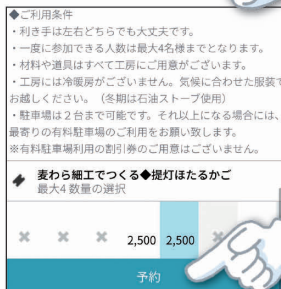 ◆ご利用条件
・利き手は左右どちらでも大丈夫です。
・一度に参加できる人数は最大4名様までとなります。
・材料や道具はすべて工房にご用意がございます。
・工房には冷暖房がございません。気候に合わせた服装で
お越しください。（冬期は石油ストーブ使用）
・駐車場は２台まで可能です。それ以上になる場合には、
最寄りの有料駐車場のご利用をお願い致します。
※有料駐車場利用の割引券のご用意はございません。
麦わら細工でつくる◆提灯ほたるかご
最大4 数量の選択
× × × 2,500 2,500 ×
予約